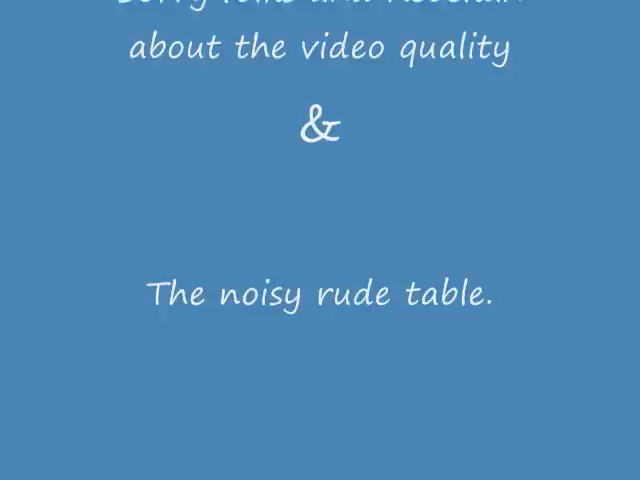 about the video quality
&
The noisy rude table.